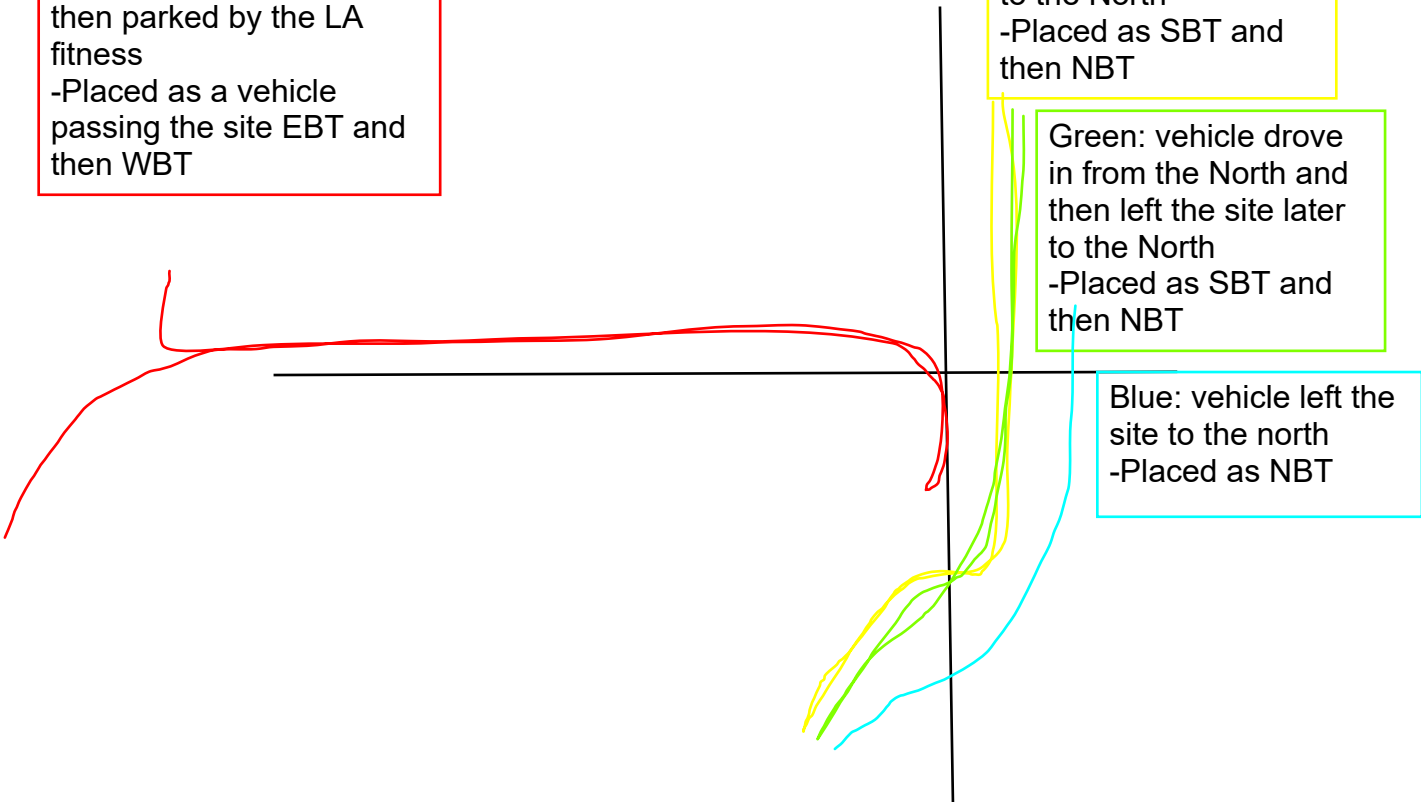 then parked by the LA
fitness
-Placed as a vehicle
passing the site EBT and
then WBT
to the North
-Placed as SBT and
then NBT
Green: vehicle drove
in from the North and
then left the site later
to the North
-Placed as SBT and
then NBT
Blue: vehicle left the
site to the north
-Placed as NBT